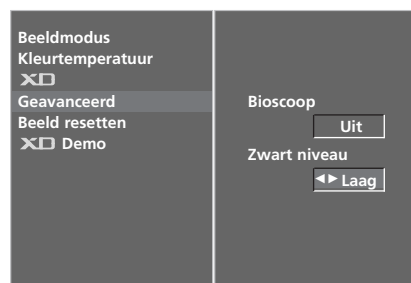 Beeldmodus
Kleurtemperatuur
XD
Geavanceerd
Beeld resetten
XD Demo
Bioscoop
Uit
Zwart niveau
◄► Laag